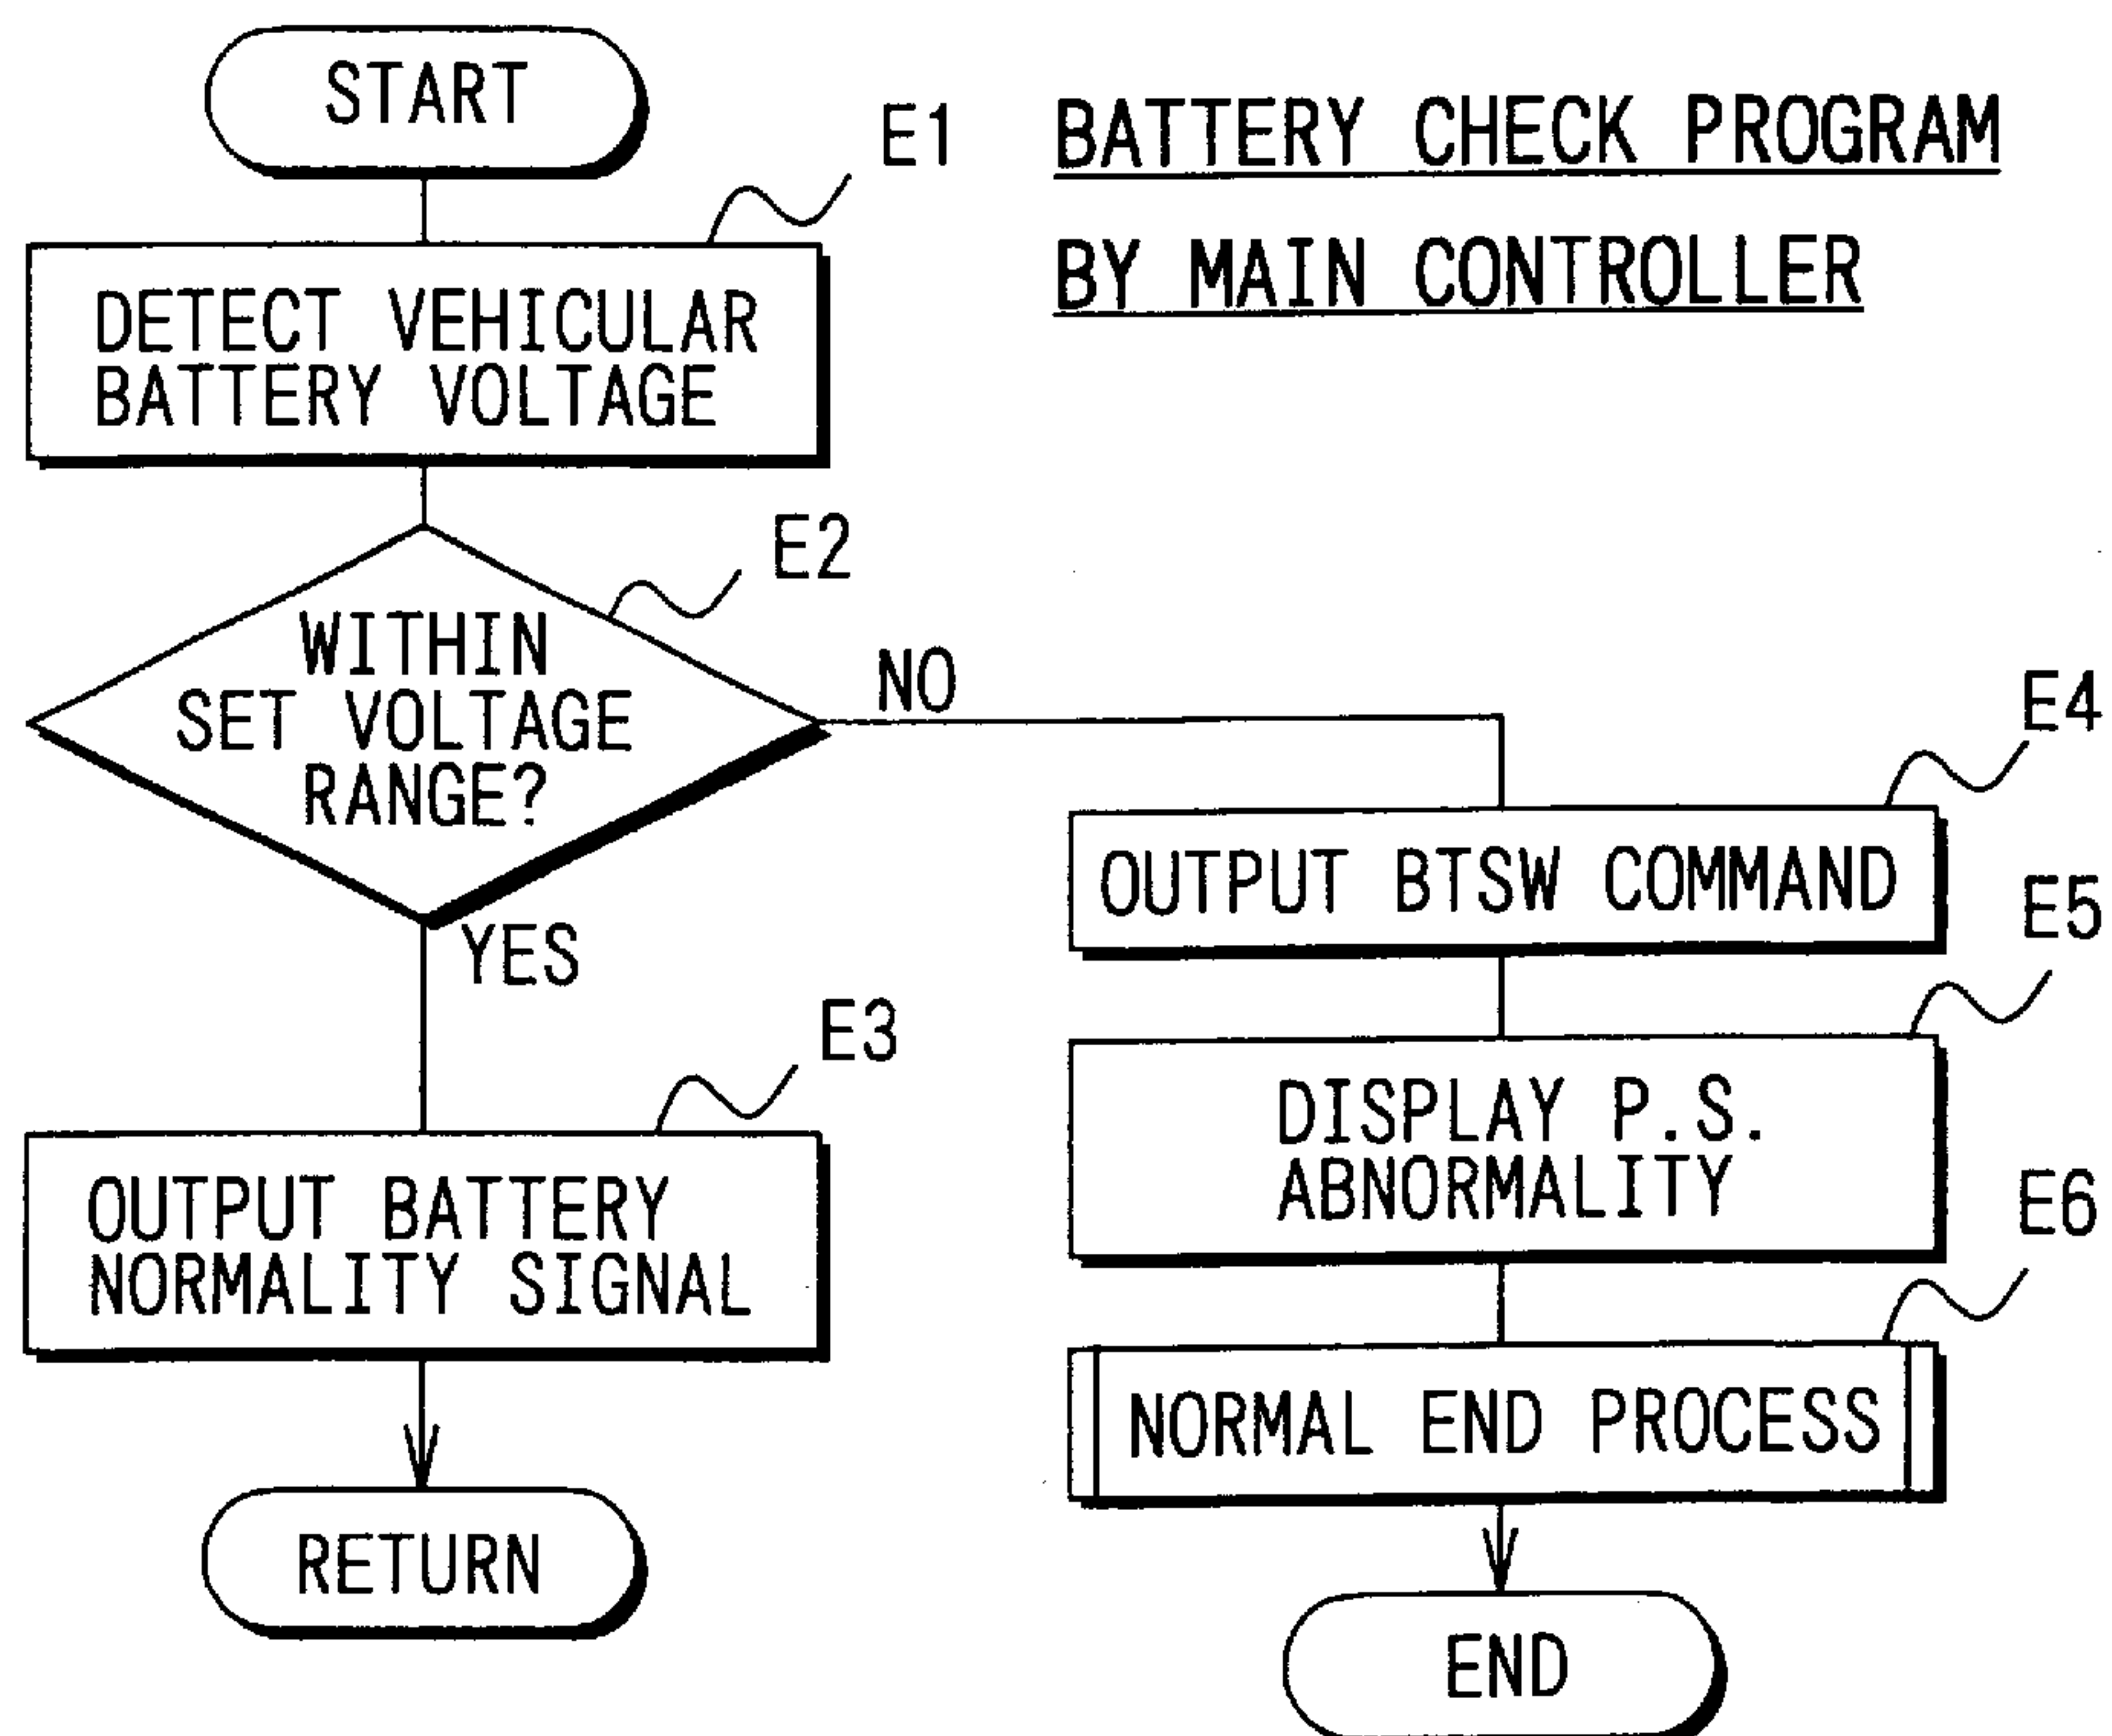 START
E1
BATTERY CHECK PROGRAM
BY MAIN CONTROLLER
DETECT VEHICULAR
BATTERY VOLTAGE
E2
WITHIN
SET VOLTAGE
RANGE?
NO
YES
E3
OUTPUT BATTERY
NORMALITY SIGNAL
RETURN
E4
OUTPUT BTSW COMMAND
E5
DISPLAY P.S.
ABNORMALITY
E6
NORMAL END PROCESS
END